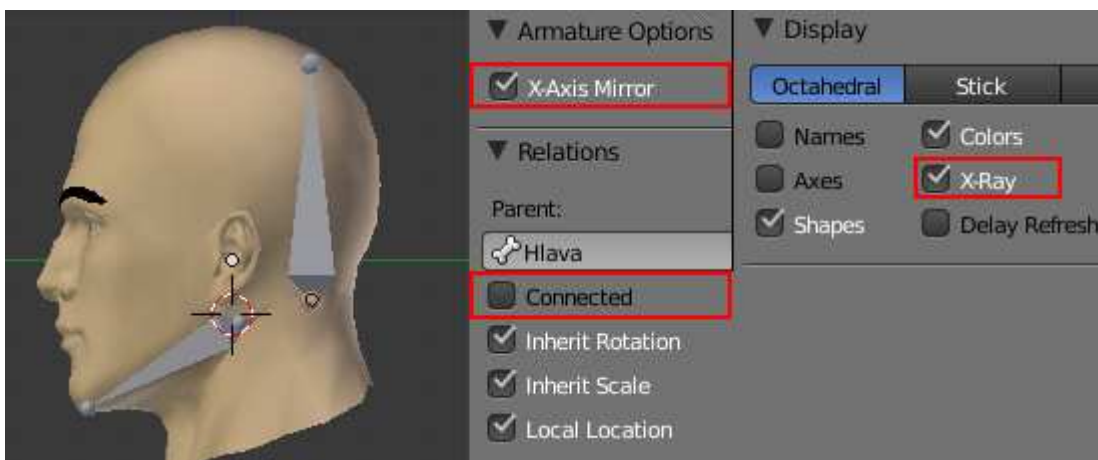 Armature Options
X-Axis Mirror
Relations
Parent:
Hlava
Connected
Inherit Rotation
Inherit Scale
Local Location
Display
Octahedral Stick
Names Colors
Axes X-Ray
Shapes Delay Refresh